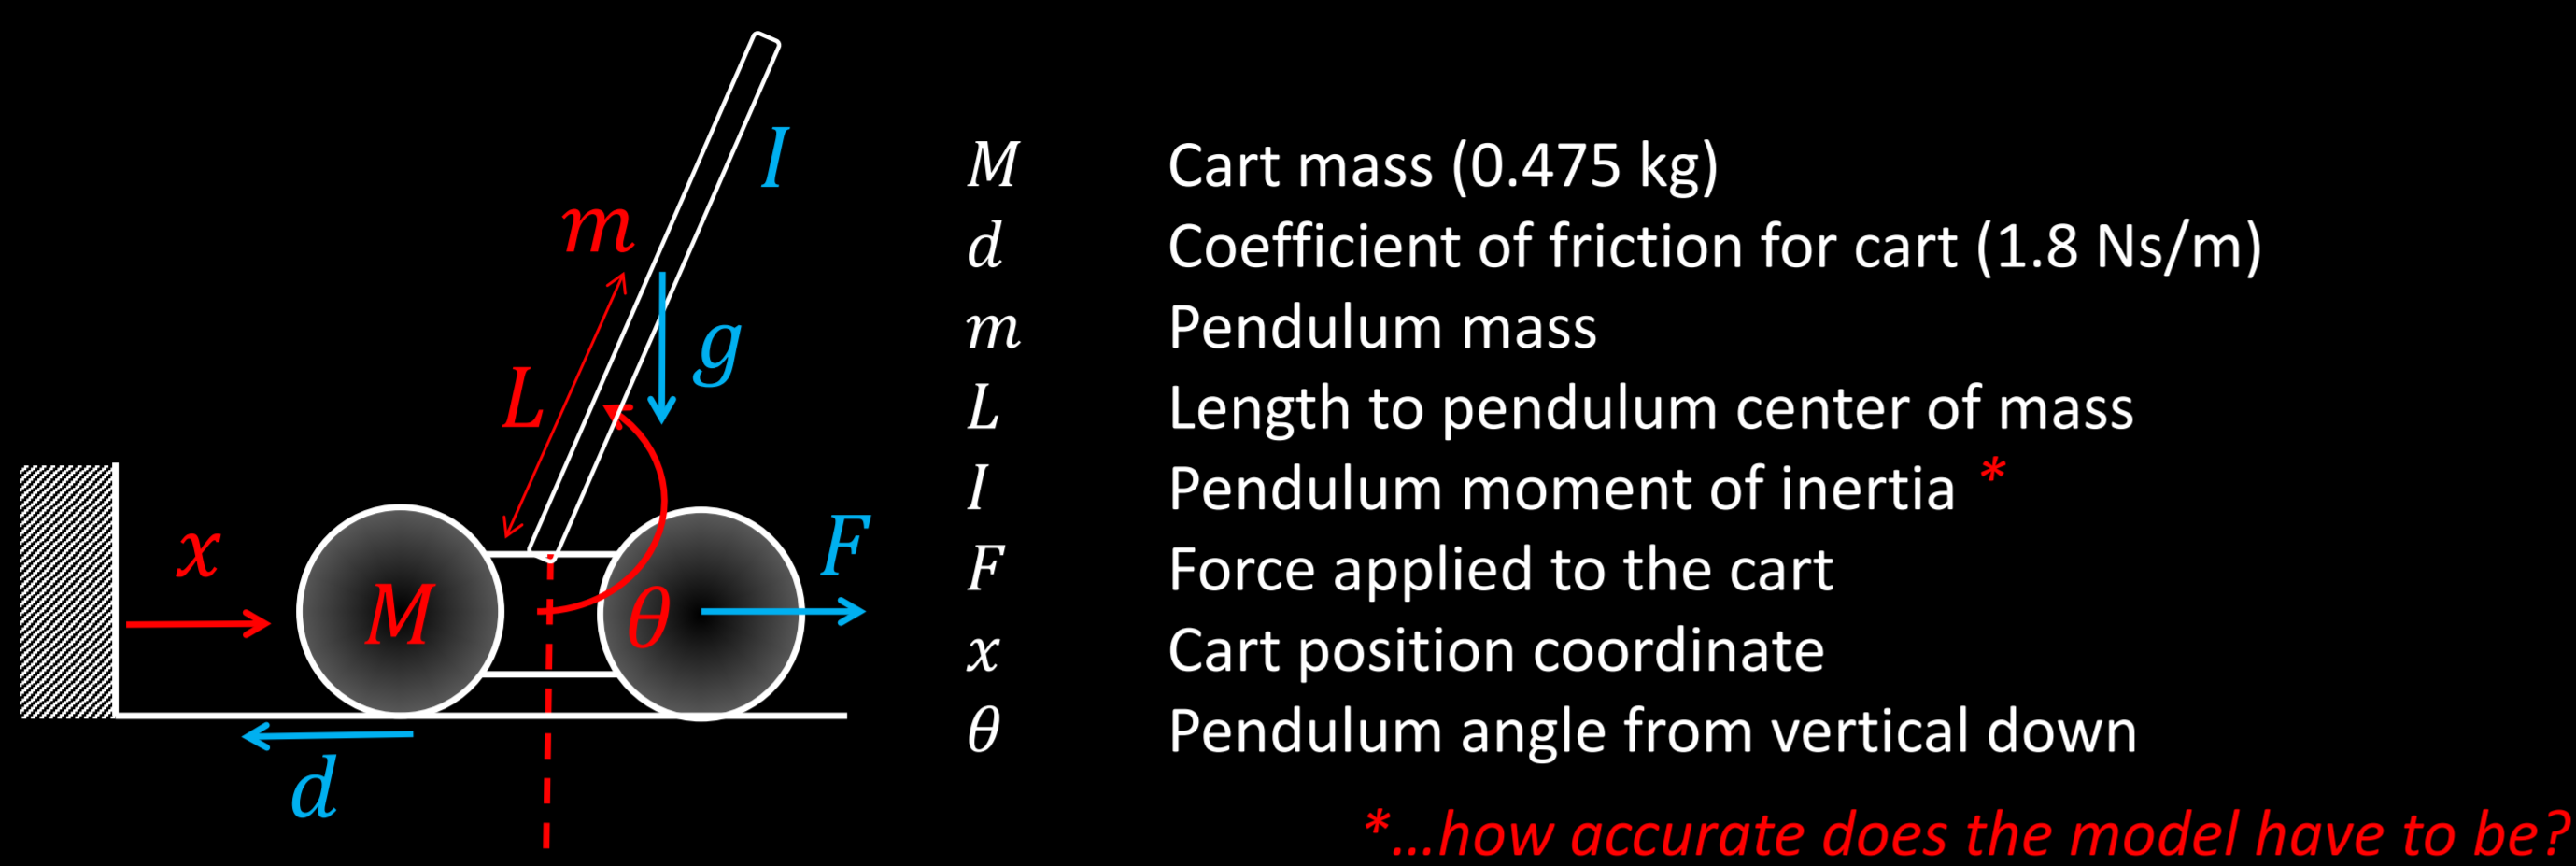 I
m
g
L
x
M
θ
F
d
M Cart mass (0.475 kg)
d Coefficient of friction for cart (1.8 Ns/m)
m Pendulum mass
L Length to pendulum center of mass
I Pendulum moment of inertia *
F Force applied to the cart
x Cart position coordinate
θ Pendulum angle from vertical down
*...how accurate does the model have to be?